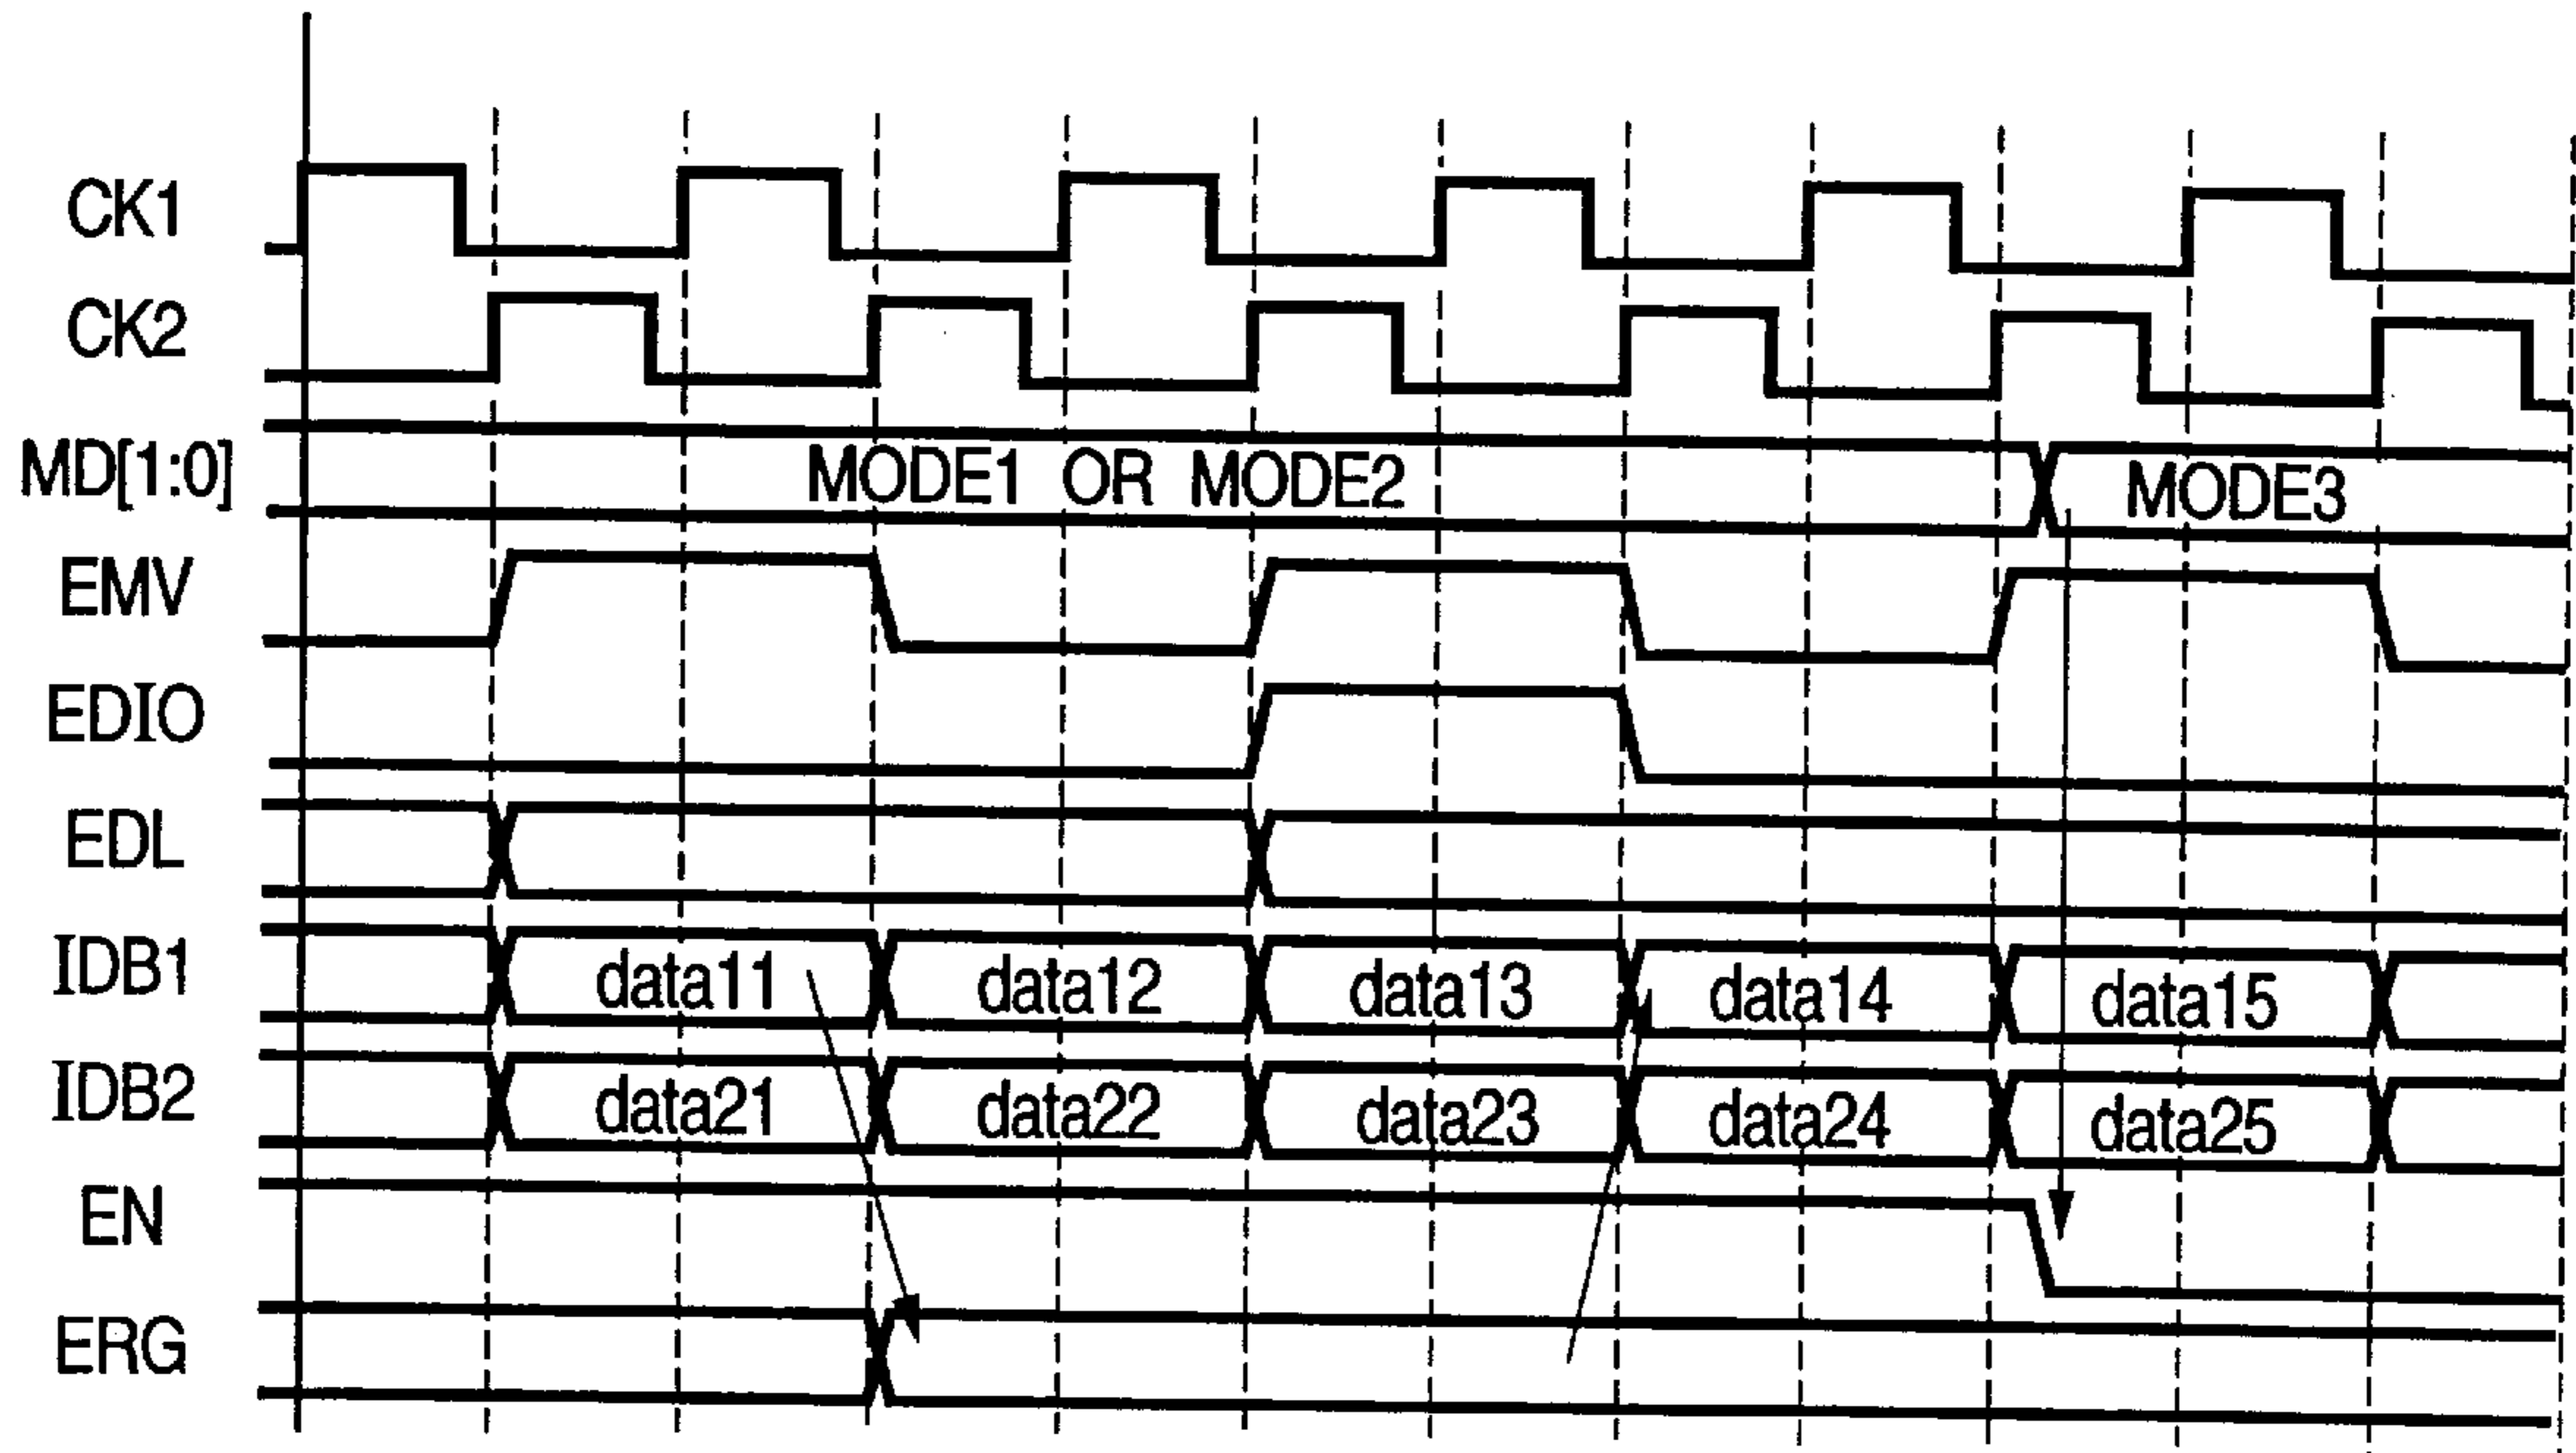 CK1
CK2
MD[1:0] MODE1 OR MODE2 MODE3
EMV
EDIO
EDL
IDB1 data11 data12 data13 data14 data15
IDB2 data21 data22 data23 data24 data25
EN
ERG